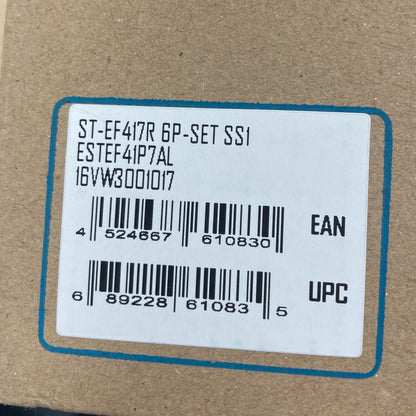 ST-EF417R 6P-SET SS1
ESTEF41P7AL
16VW3001017
4 524667 610830 EAN
6 89228 61083 5 UPC